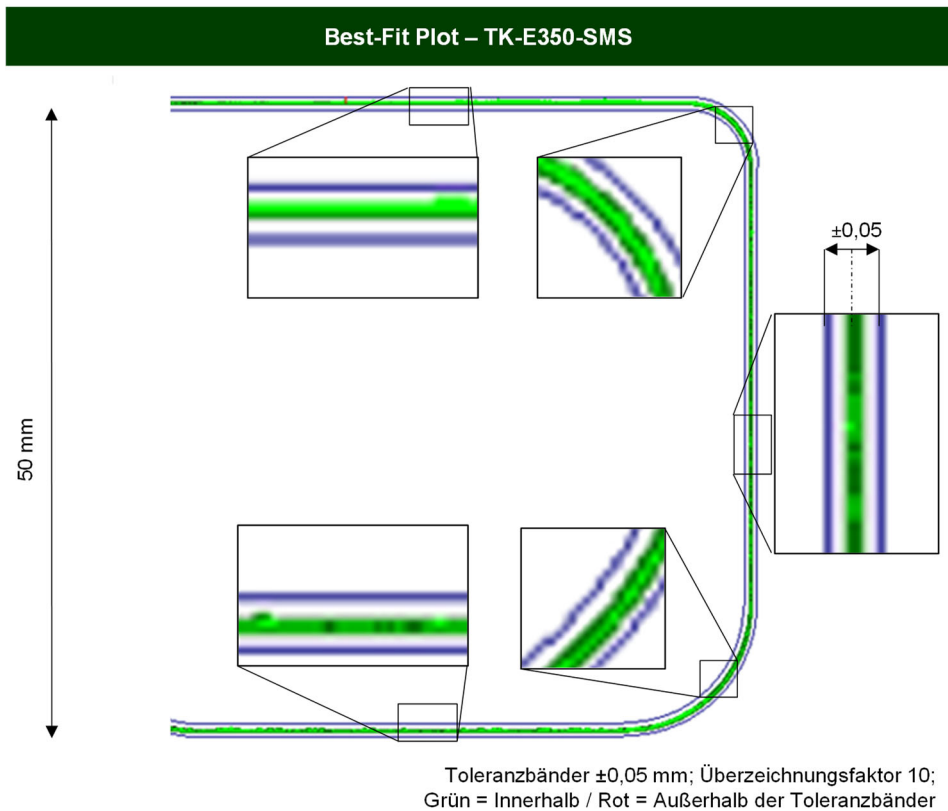 Best-Fit Plot – TK-E350-SMS
±0,05
50 mm
Toleranzbänder ±0,05 mm; Überzeichnungsfaktor 10;
Grün = Innerhalb / Rot = Außerhalb der Toleranzbänder